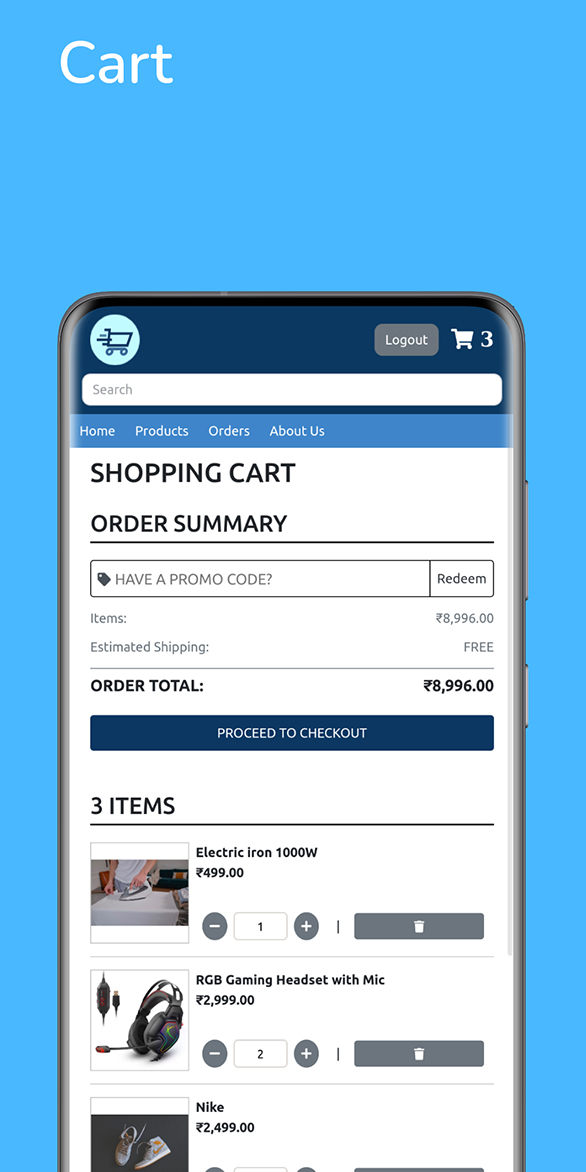 Cart
Logout 3
Search
Home Products Orders About Us
SHOPPING CART
ORDER SUMMARY
HAVE A PROMO CODE? Redeem
Items: ₹8,996.00
Estimated Shipping: FREE
ORDER TOTAL: ₹8,996.00
PROCEED TO CHECKOUT
3 ITEMS
Electric iron 1000W
₹499.00
1 |
RGB Gaming Headset with Mic
₹2,999.00
2 |
Nike
₹2,499.00